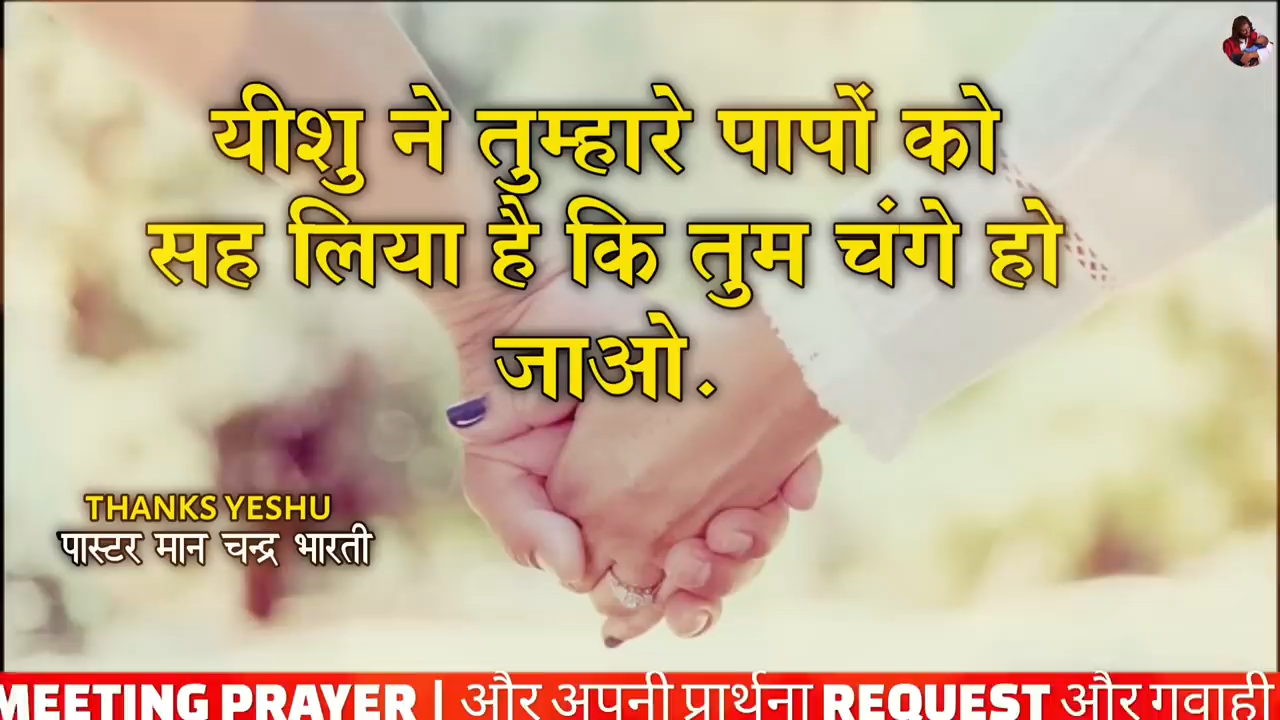 यीशु ने तुम्हारे पापों को
सह लिया है कि तुम चंगे हो
जाओ.
THANKS YESHU
पास्टर मान चन्द्र भारती
MEETING PRAYER | और अपनी प्रार्थना REQUEST और गवाही